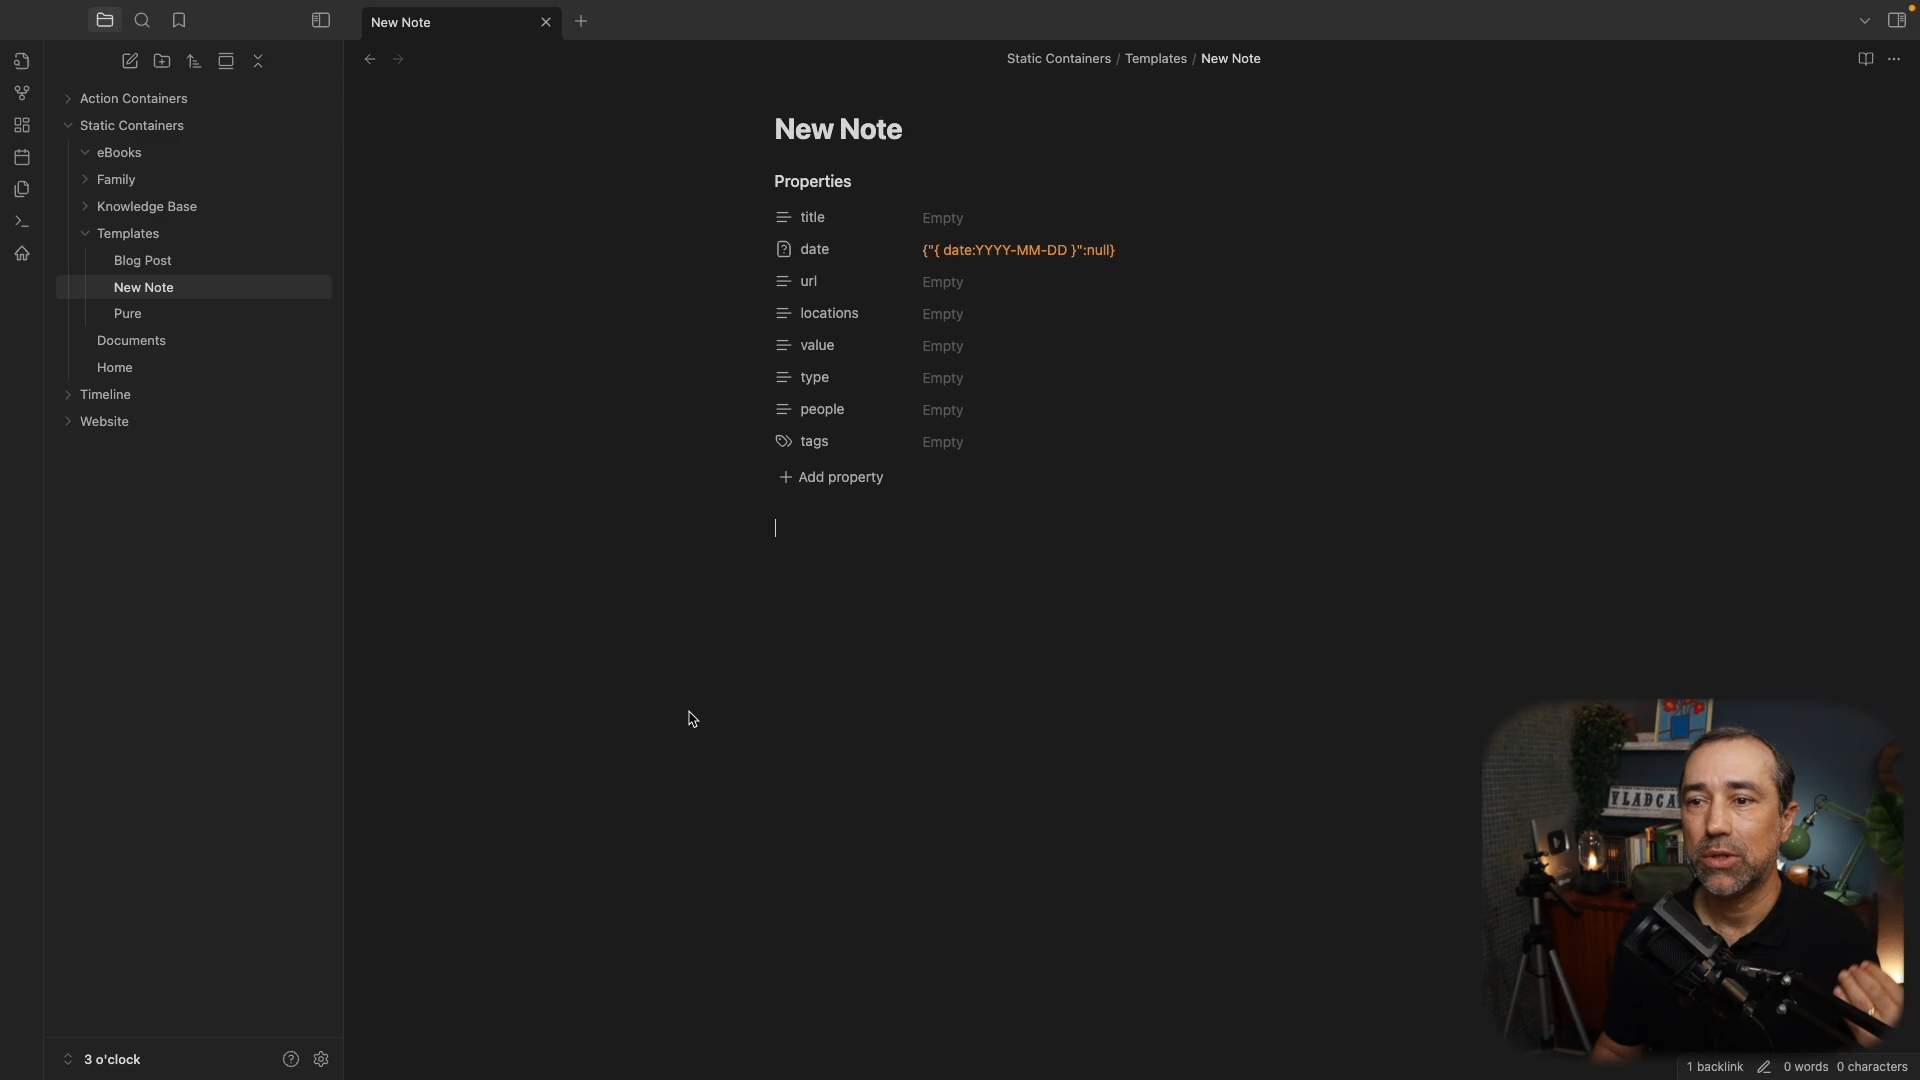 New Note
Static Containers / Templates / New Note
Action Containers
Static Containers
eBooks
Family
Knowledge Base
Templates
Blog Post
New Note
Pure
Documents
Home
Timeline
Website
New Note
Properties
title Empty
date {"{ date:YYYY-MM-DD }":null}
url Empty
locations Empty
value Empty
type Empty
people Empty
tags Empty
+ Add property
VLADCA
3 o'clock
1 backlink 0 words 0 characters